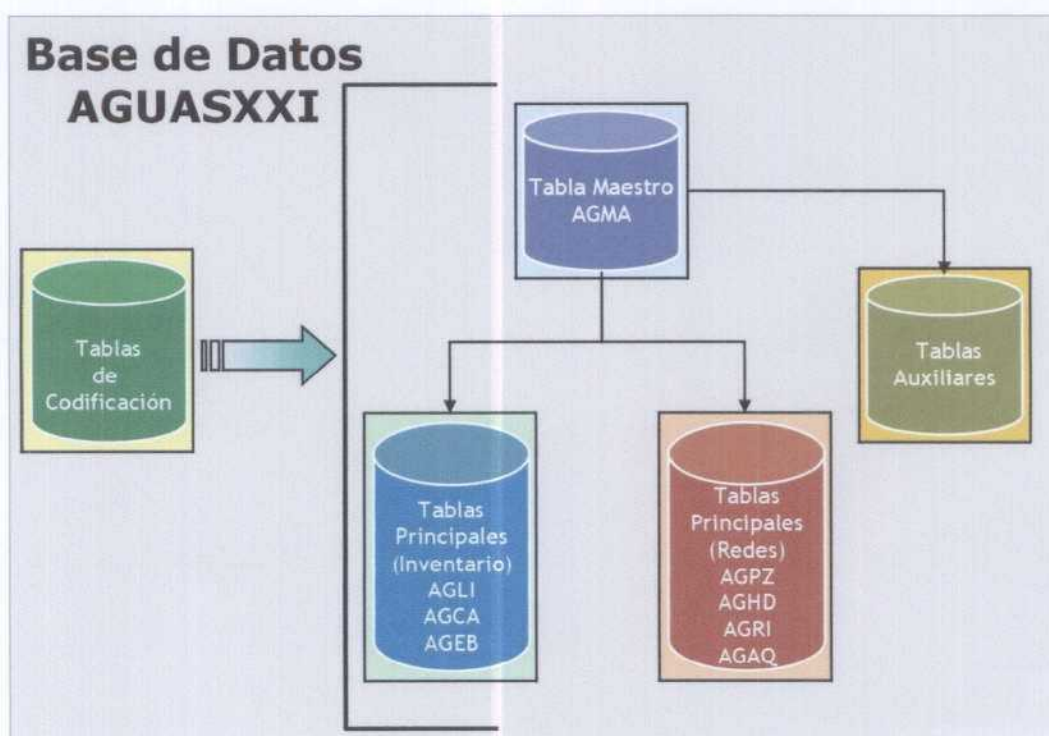 Base de Datos
AGUASXXI
Tabla Maestro
AGMA
Tablas
de
Codificación
Tablas
Auxiliares
Tablas
Principales
(Inventario)
AGLI
AGCA
AGEB
Tablas
Principales
(Redes)
AGPZ
AGHD
AGRI
AGAQ